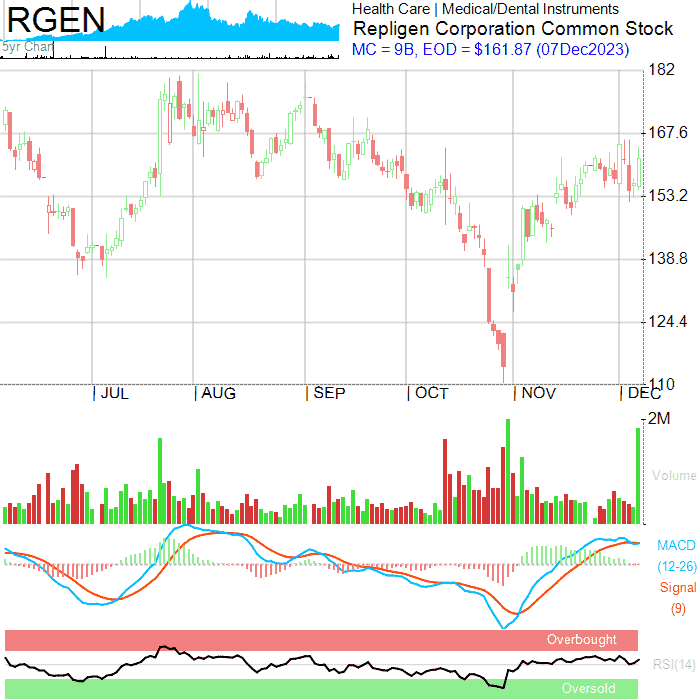 RGEN
5yr Chart
Health Care | Medical/Dental Instruments
Repligen Corporation Common Stock
MC = 9B, EOD = $161.87 (07Dec2023)
182
167.6
153.2
138.8
124.4
110
JUL
AUG
SEP
OCT
NOV
DEC
2M
Volume
MACD
(12-26)
Signal
(9)
Overbought
RSI(14)
Oversold